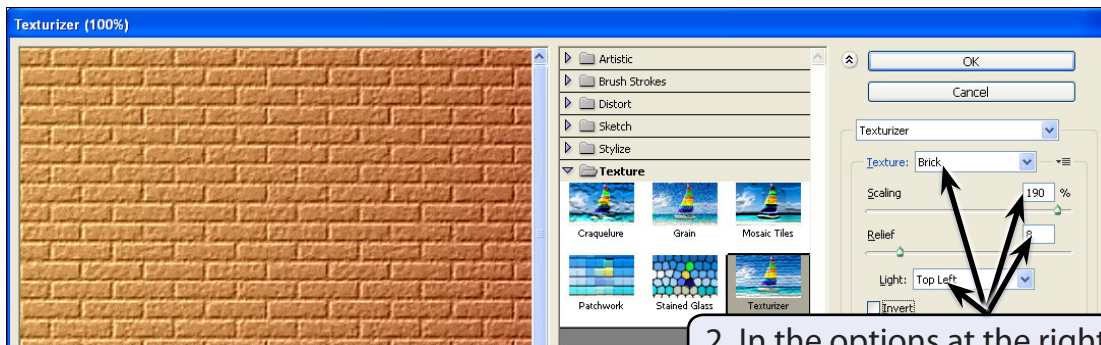 Texturizer (100%)
Artistic
Brush Strokes
Distort
Sketch
Stylize
Texture
Craquelure Grain Mosaic Tiles
Patchwork Stained Glass Texturizer
OK
Cancel
Texturizer
Texture: Brick
Scaling 190 %
Relief 8
Light: Top Left
Invert
2. In the options at the right